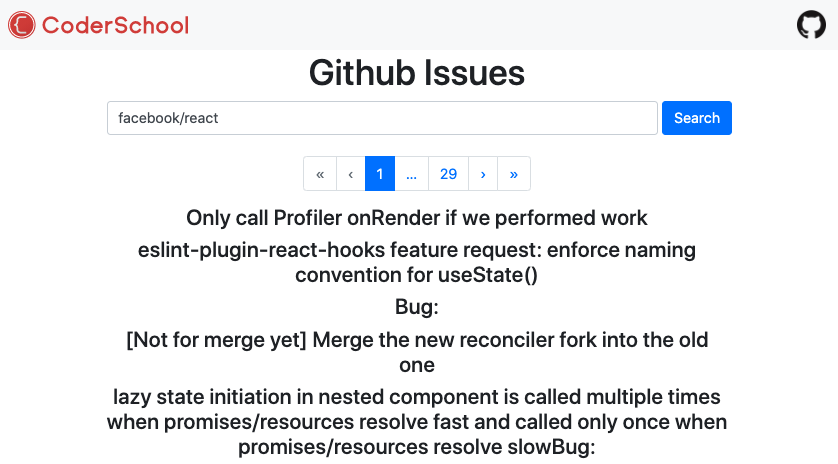 CoderSchool
Github Issues
facebook/react
Search
« ‹ 1 ... 29 › »
Only call Profiler onRender if we performed work
eslint-plugin-react-hooks feature request: enforce naming
convention for useState()
Bug:
[Not for merge yet] Merge the new reconciler fork into the old
one
lazy state initiation in nested component is called multiple times
when promises/resources resolve fast and called only once when
promises/resources resolve slowBug: